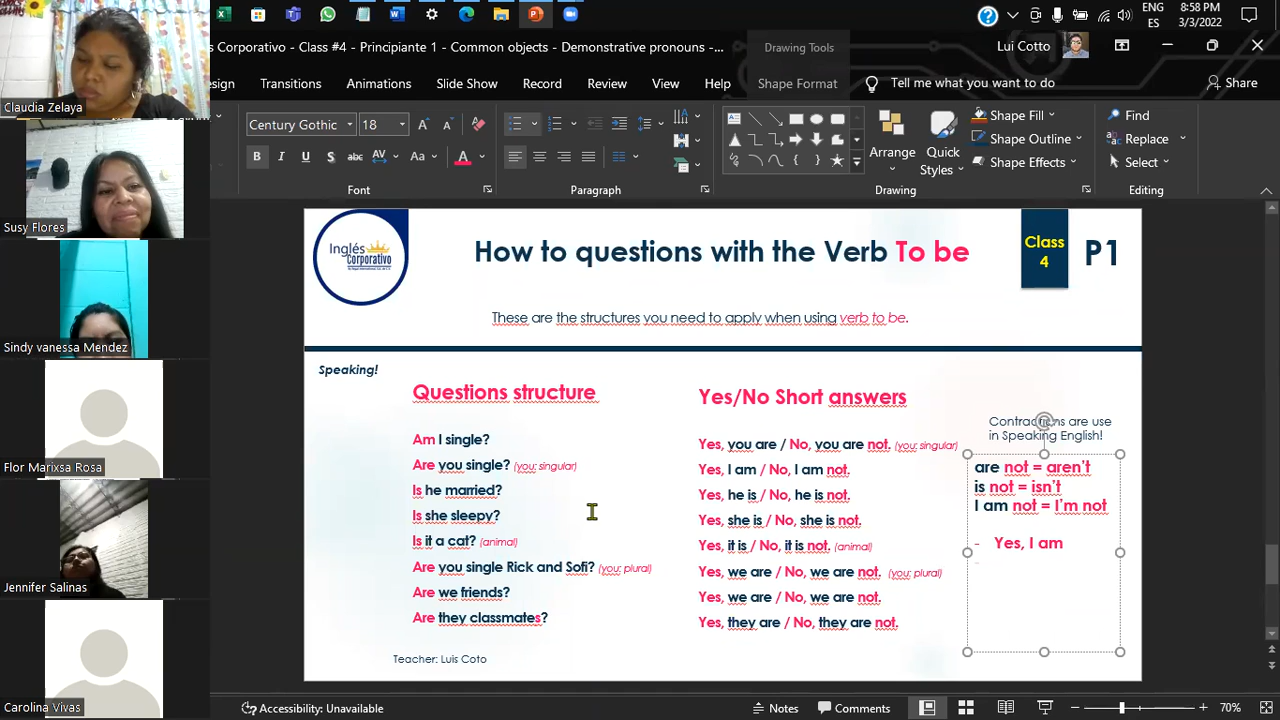 ENG
ES
8:58 PM
3/3/2022
s Corporativo - Class #4 - Principiante 1 - Common objects - Demonstrative pronouns -...
Drawing Tools
Lui Cotto
sign
Transitions
Animations
Slide Show
Record
Review
View
Help
Shape Format
Tell me what you want to do
Share
Century Gothic
18
Font
Paragraph
Arrange
Quick
Styles
Shape Fill
Shape Outline
Shape Effects
Drawing
Find
Replace
Select
Editing
Claudia Zelaya
Susy Flores
Sindy vanessa Mendez
Flor Marixsa Rosa
Jennifer Salinas
Carolina Vivas
Inglés
Corporativo
How to questions with the Verb To be
Class
4
P1
These are the structures you need to apply when using verb to be.
Speaking!
Questions structure
Am I single?
Are you single? (you: singular)
Is he married?
Is she sleepy?
Is it a cat? (animal)
Are you single Rick and Sofi? (you: plural)
Are we friends?
Are they classmates?
Teacher: Luis Coto
Yes/No Short answers
Yes, you are / No, you are not. (you: singular)
Yes, I am / No, I am not.
Yes, he is / No, he is not.
Yes, she is / No, she is not.
Yes, it is / No, it is not. (animal)
Yes, we are / No, we are not. (you: plural)
Yes, we are / No, we are not.
Yes, they are / No, they are not.
in Speaking English!
are not = aren't
is not = isn't
I am not = I'm not
- Yes, I am
-
Accessibility: Unavailable
Notes
Comments
70%